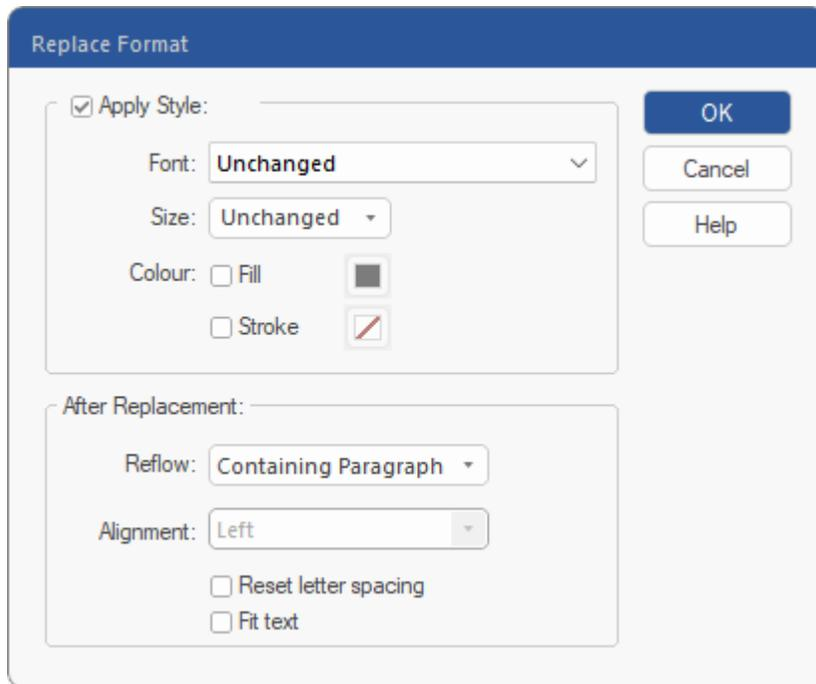 Replace Format
Apply Style:
OK
Font: Unchanged
Cancel
Size: Unchanged
Help
Colour: Fill
Stroke
After Replacement:
Reflow: Containing Paragraph
Alignment: Left
Reset letter spacing
Fit text